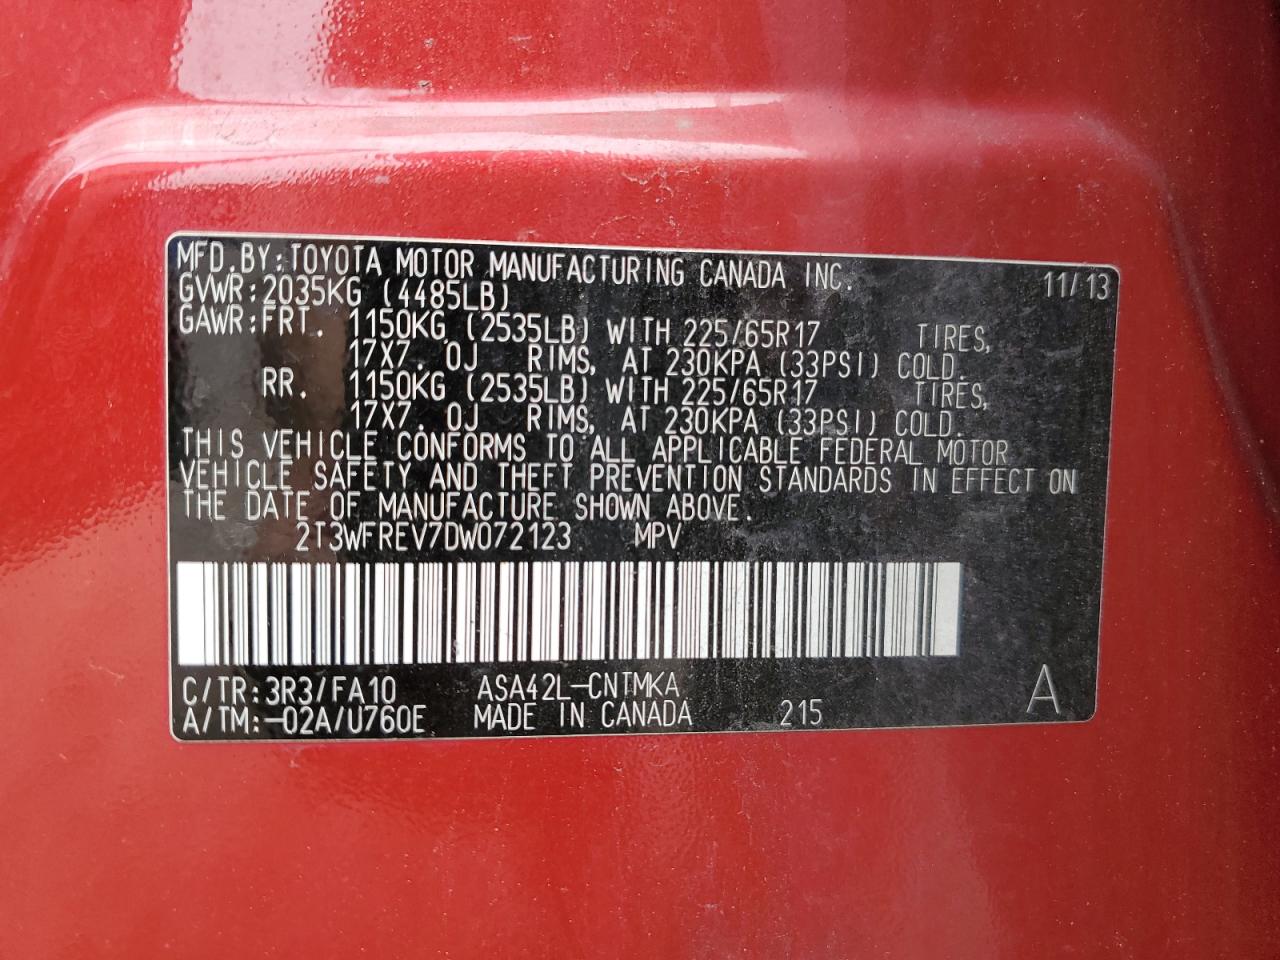 MFD.BY:TOYOTA MOTOR MANUFACTURING CANADA INC. 11/13
GVWR:2035KG (4485LB)
GAWR:FRT. 1150KG (2535LB) WITH 225/65R17 TIRES,
17X7.0J RIMS, AT 230KPA (33PSI) COLD.
RR. 1150KG (2535LB) WITH 225/65R17 TIRES,
17X7.0J RIMS, AT 230KPA (33PSI) COLD.
THIS VEHICLE CONFORMS TO ALL APPLICABLE FEDERAL MOTOR
VEHICLE SAFETY AND THEFT PREVENTION STANDARDS IN EFFECT ON
THE DATE OF MANUFACTURE SHOWN ABOVE.
2T3WFREV7DW072123 MPV
C/TR:3R3/FA10 ASA42L-CNTMKA A
A/TM:-02A/U760E MADE IN CANADA 215